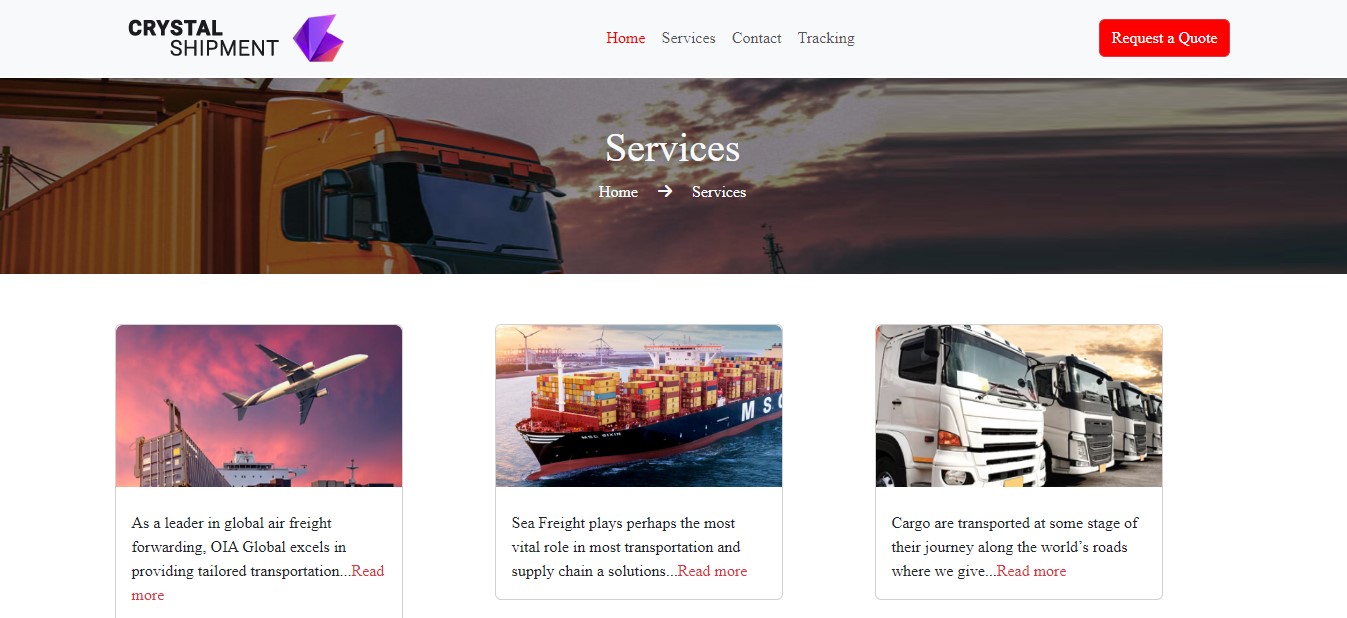 CRYSTAL
SHIPMENT
Home Services Contact Tracking
Request a Quote
Services
Home → Services
MSC
MSC BIXIN
As a leader in global air freight
forwarding, OIA Global excels in
providing tailored transportation...Read
more
Sea Freight plays perhaps the most
vital role in most transportation and
supply chain a solutions...Read more
Cargo are transported at some stage of
their journey along the world’s roads
where we give...Read more